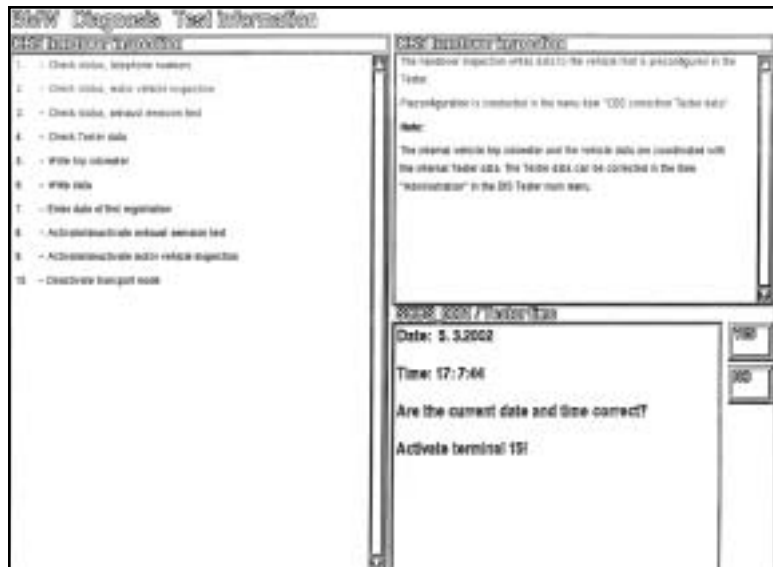 BMW Diagnosis Test information
CBS handover inspection
1. - Check status, telephone numbers
2. - Check status, motor vehicle inspection
3. - Check status, exhaust emission test
4. - Check Tester data
5. - Write trip odometer
6. - Write data
7. - Enter date of first registration
8. - Activate/deactivate exhaust emission test
9. - Activate/deactivate motor vehicle inspection
10. - Deactivate transport mode
CBS handover inspection
The handover inspection writes data to the vehicle that is preconfigured in the
Tester.
Preconfiguration is conducted in the menu item "CBS correction Tester data"
Note:
The internal vehicle trip odometer and the vehicle data are coordinated with
the internal Tester data. The Tester data can be corrected in the item
"Administration" in the DIS Tester main menu.
/ Tester time
Date: 5. 3.2002
Time: 17: 7:44
Are the current date and time correct?
Activate terminal 15!
YES
NO